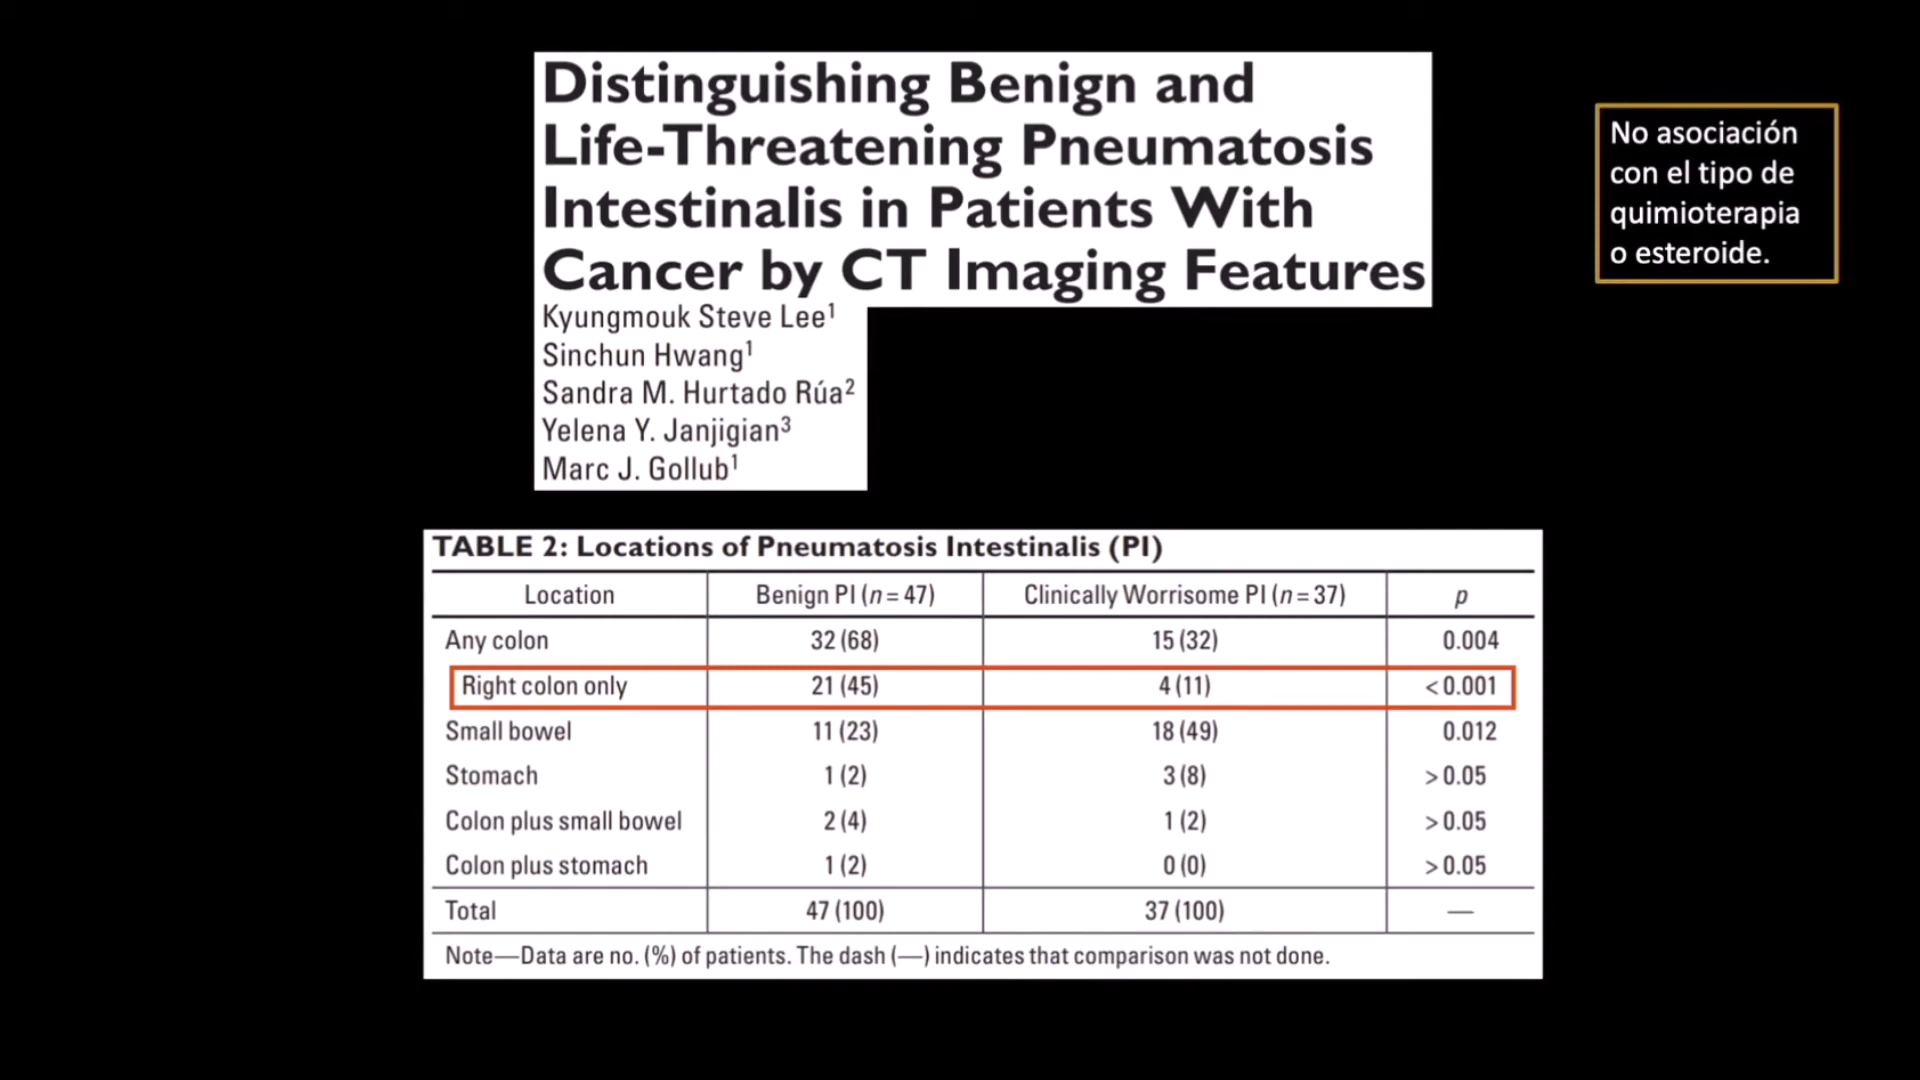 Distinguishing Benign and
Life-Threatening Pneumatosis
Intestinalis in Patients With
Cancer by CT Imaging Features
Kyungmouk Steve Lee1
Sinchun Hwang1
Sandra M. Hurtado Rúa2
Yelena Y. Janjigian3
Marc J. Gollub1
No asociación
con el tipo de
quimioterapia
o esteroide.
TABLE 2: Locations of Pneumatosis Intestinalis (PI)
Location Benign PI (n = 47) Clinically Worrisome PI (n = 37) p
Any colon 32 (68) 15 (32) 0.004
Right colon only 21 (45) 4 (11) < 0.001
Small bowel 11 (23) 18 (49) 0.012
Stomach 1 (2) 3 (8) > 0.05
Colon plus small bowel 2 (4) 1 (2) > 0.05
Colon plus stomach 1 (2) 0 (0) > 0.05
Total 47 (100) 37 (100) —
Note—Data are no. (%) of patients. The dash (—) indicates that comparison was not done.